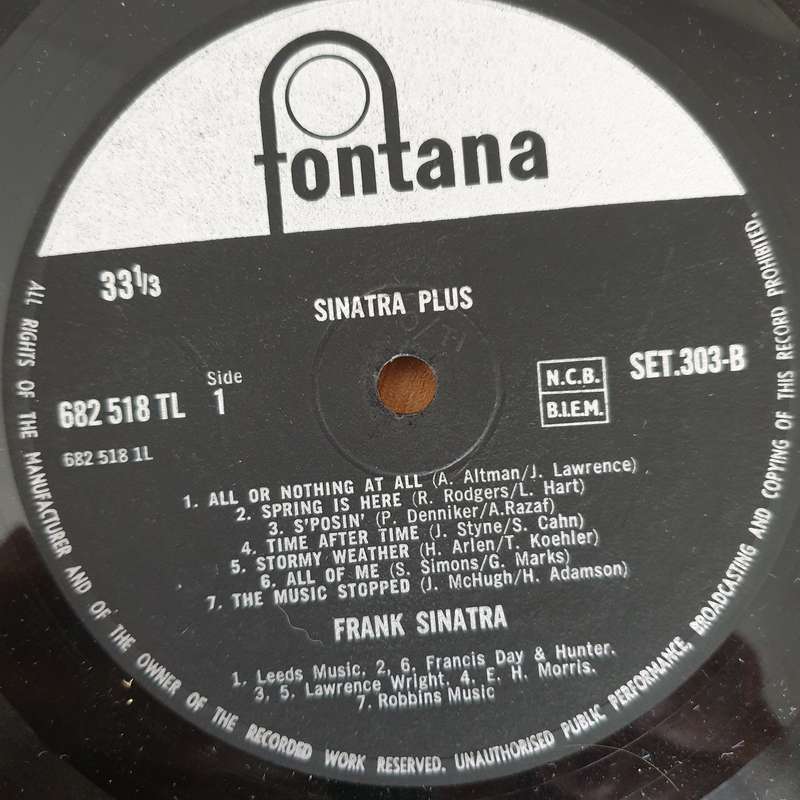 fontana
33 1/3
SINATRA PLUS
682 518 TL
Side
1
N.C.B.
B.I.E.M.
SET.303-B
682 518 1L
1. ALL OR NOTHING AT ALL (A. Altman/J. Lawrence)
2. SPRING IS HERE (R. Rodgers/L. Hart)
3. S'POSIN' (P. Denniker/A.Razaf)
4. TIME AFTER TIME (J. Styne/S. Cahn)
5. STORMY WEATHER (H. Arlen/T. Koehler)
6. ALL OF ME (S. Simons/G. Marks)
7. THE MUSIC STOPPED (J. McHugh/H. Adamson)
FRANK SINATRA
1. Leeds Music. 2, 6. Francis Day & Hunter.
3, 5. Lawrence Wright. 4. E. H. Morris.
7. Robbins Music
ALL RIGHTS OF THE MANUFACTURER AND OF THE OWNER OF THE RECORDED WORK RESERVED. UNAUTHORISED PUBLIC PERFORMANCE, BROADCASTING AND COPYING OF THIS RECORD PROHIBITED.